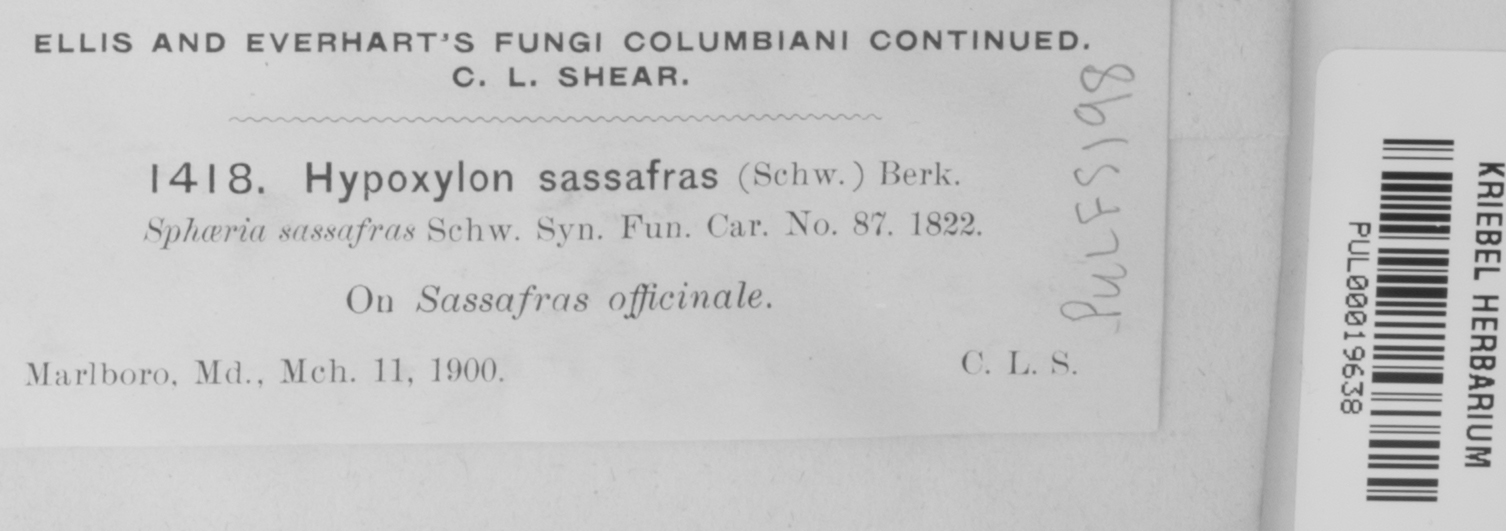 ELLIS AND EVERHART'S FUNGI COLUMBIANI CONTINUED.
C. L. SHEAR.
1418. Hypoxylon sassafras (Schw.) Berk.
Sphæria sassafras Schw. Syn. Fun. Car. No. 87. 1822.
On Sassafras officinale.
Marlboro, Md., Mch. 11, 1900.
C. L. S.
PULFS198
KRIEBEL HERBARIUM
PUL00019638